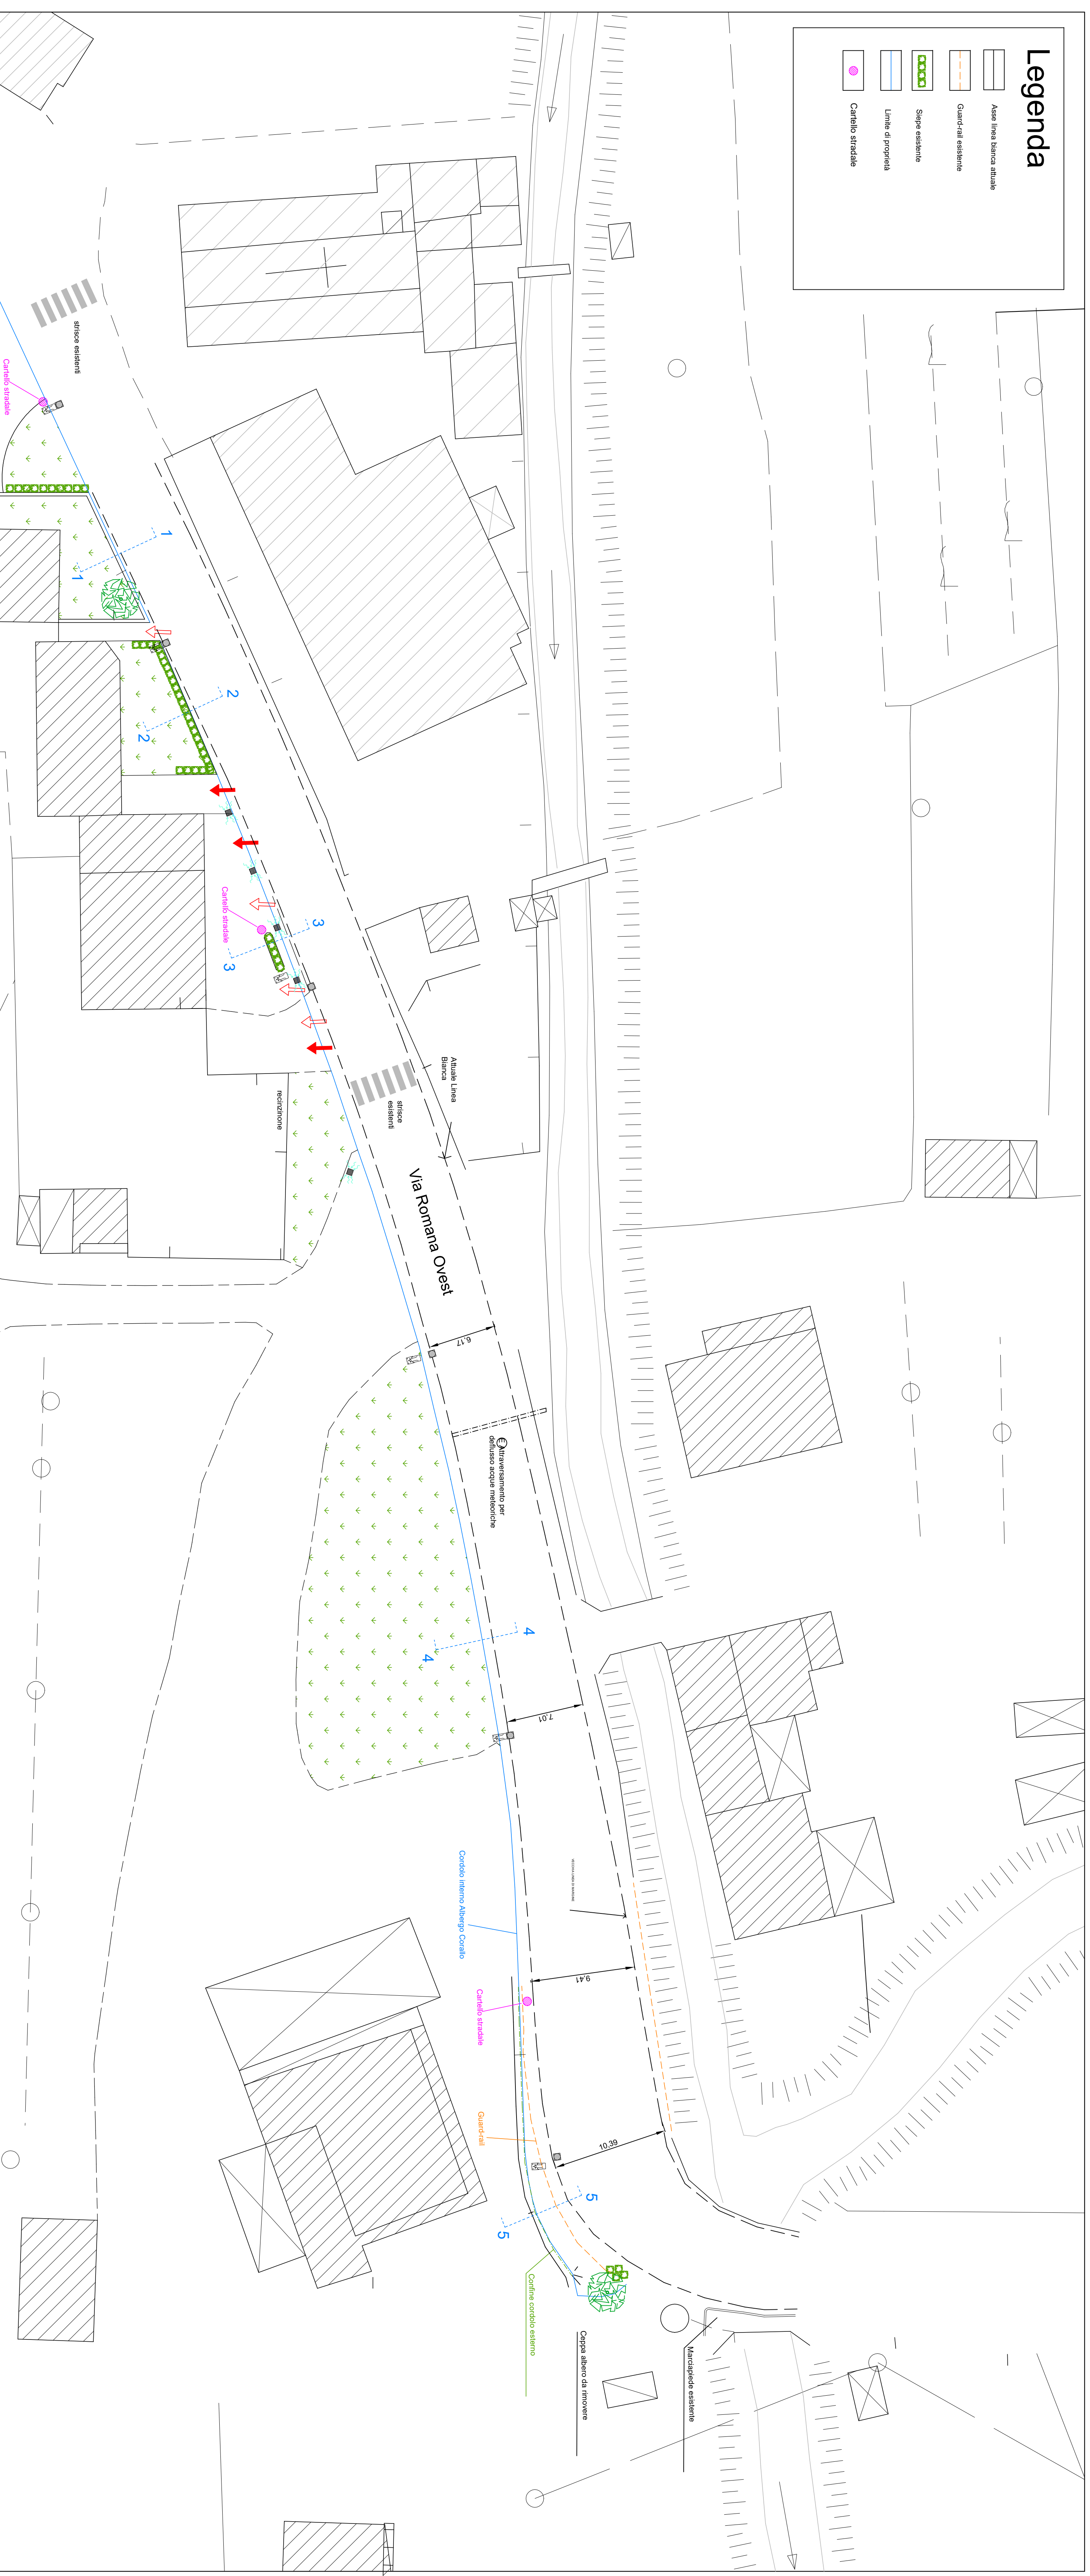 Legenda
Asse linea bianca attuale
Guard-rail esistente
Siepe esistente
Limite di proprietà
Cartello stradale
strisce esistenti
Cartello stradale
1
1
2
2
Cartello stradale
3
3
Attuale Linea
Bianca
strisce
esistenti
recinzinone
Via Romana Ovest
6.17
E
Attraversamento per
deflusso acque meteoriche
4
4
7.01
Cordolo interno Albergo Corallo
9.41
Cartello stradale
Guard-rail
10.39
5
5
Confine cordolo esterno
Ceppa albero da rimovere
Marciapiede esistente